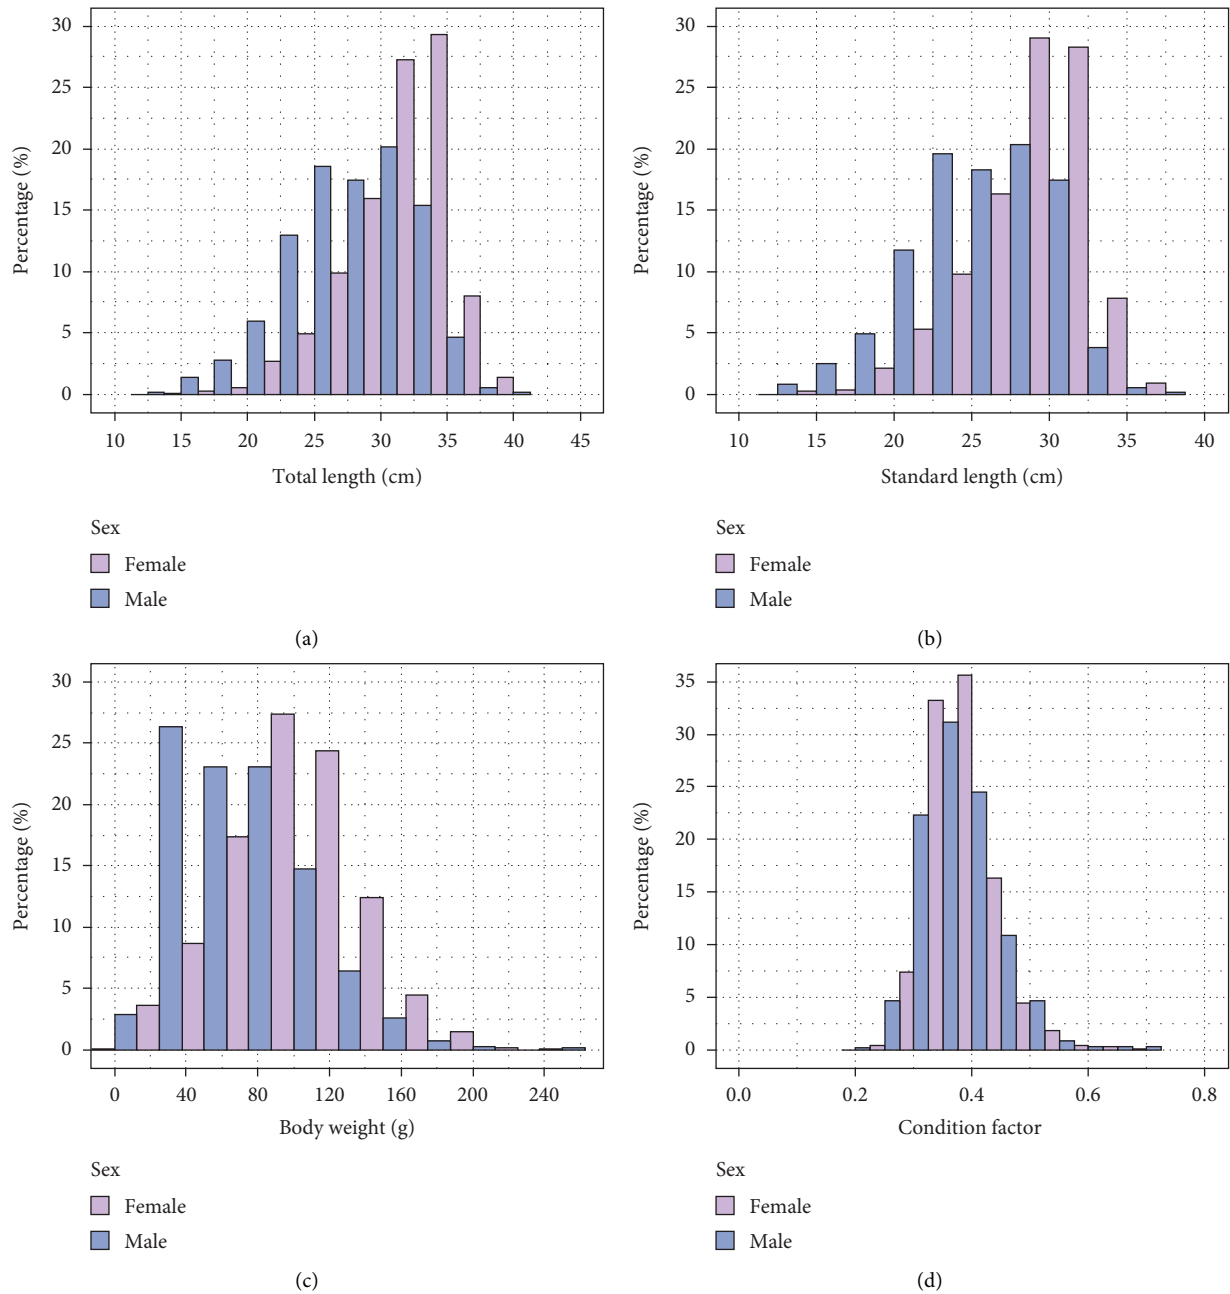 30
25
20
15
10
5
0
Percentage (%)
10 15 20 25 30 35 40 45
Total length (cm)
Sex
Female
Male
(a)
30
25
20
15
10
5
0
Percentage (%)
10 15 20 25 30 35 40
Standard length (cm)
Sex
Female
Male
(b)
30
25
20
15
10
5
0
Percentage (%)
0 40 80 120 160 200 240
Body weight (g)
Sex
Female
Male
(c)
35
30
25
20
15
10
5
0
Percentage (%)
0.0 0.2 0.4 0.6 0.8
Condition factor
Sex
Female
Male
(d)